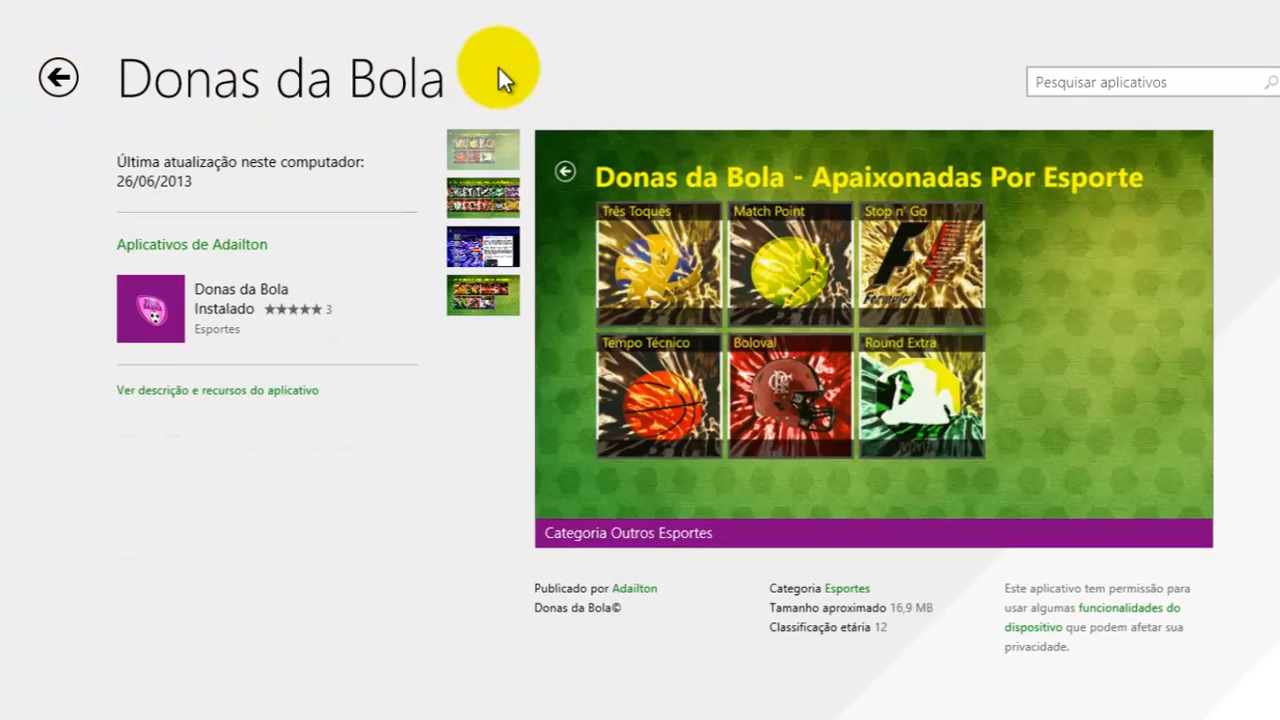 Donas da Bola
Pesquisar aplicativos
Última atualização neste computador:
26/06/2013
Aplicativos de Adailton
Donas da Bola
Instalado ★★★★★ 3
Esportes
Ver descrição e recursos do aplicativo
Donas da Bola - Apaixonadas Por Esporte
Três Toques
Match Point
Stop n' Go
Formula
Tempo Técnico
Boloval
Round Extra
Categoria Outros Esportes
Publicado por Adailton
Donas da Bola©
Categoria Esportes
Tamanho aproximado 16,9 MB
Classificação etária 12
Este aplicativo tem permissão para
usar algumas funcionalidades do
dispositivo que podem afetar sua
privacidade.